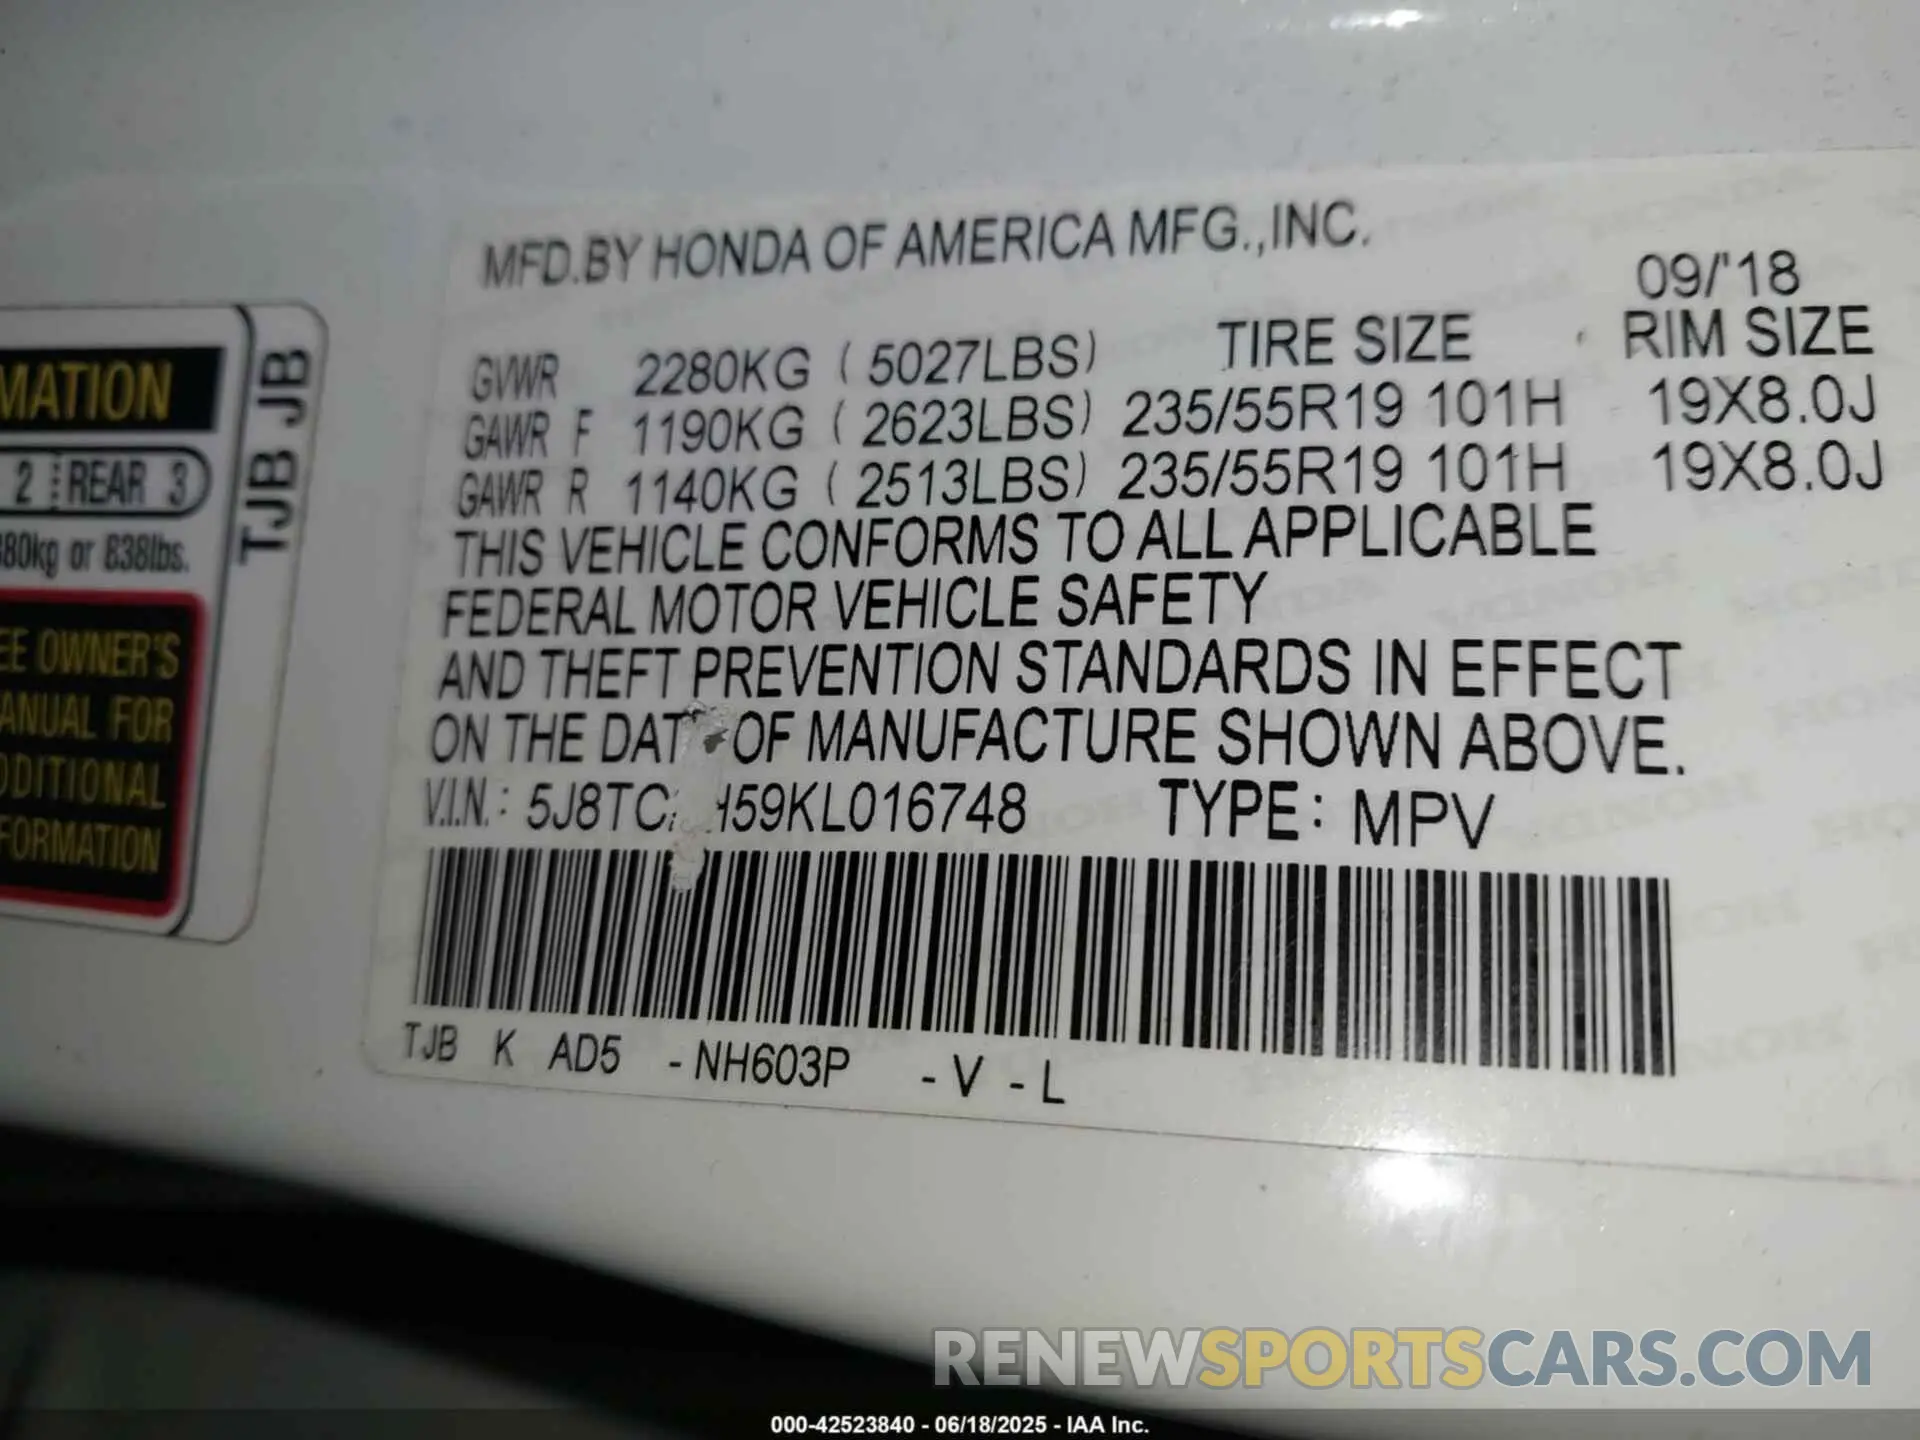 MFD.BY HONDA OF AMERICA MFG.,INC.
09/'18
GVWR 2280KG ( 5027LBS) TIRE SIZE RIM SIZE
GAWR F 1190KG ( 2623LBS) 235/55R19 101H 19X8.0J
GAWR R 1140KG ( 2513LBS) 235/55R19 101H 19X8.0J
THIS VEHICLE CONFORMS TO ALL APPLICABLE
FEDERAL MOTOR VEHICLE SAFETY
AND THEFT PREVENTION STANDARDS IN EFFECT
ON THE DAT OF MANUFACTURE SHOWN ABOVE.
V.I.N.: TYPE: MPV
TJB K AD5 -NH603P -V -L
MATION
2 REAR 3
80kg or 838lbs.
EE OWNER'S
ANUAL FOR
DDITIONAL
FORMATION
TJB JB
RENEWSPORTSCARS.COM
000-42523840 - 06/18/2025 - IAA Inc.